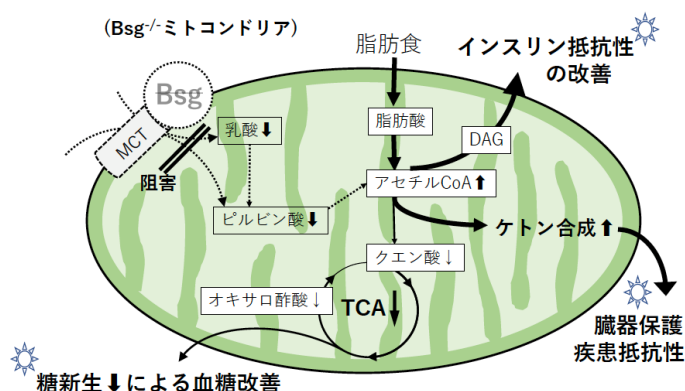 (Bsg-/-ミトコンドリア)
脂肪食
インスリン抵抗性
の改善
Bsg
MCT
阻害
乳酸⬇
脂肪酸
DAG
アセチルCoA⬆
ピルビン酸⬇
ケトン合成⬆
クエン酸↓
オキサロ酢酸↓
TCA
臓器保護
疾患抵抗性
糖新生⬇による血糖改善